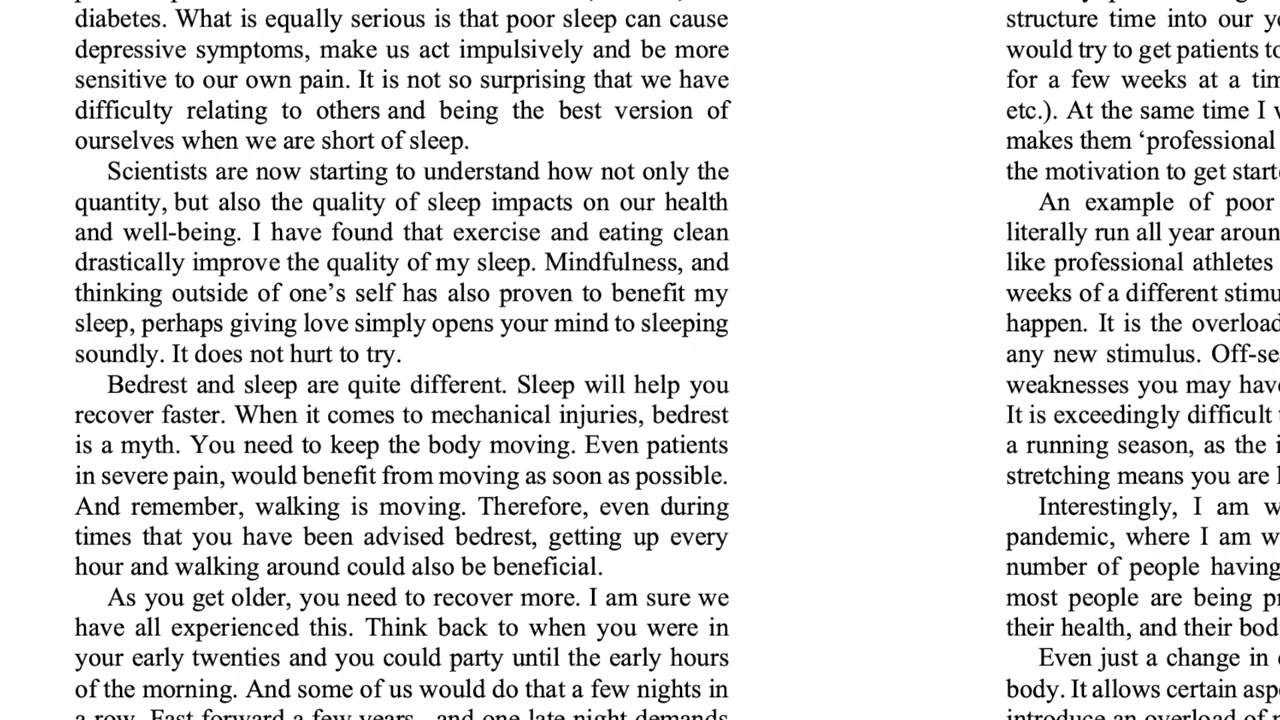 diabetes. What is equally serious is that poor sleep can cause
depressive symptoms, make us act impulsively and be more
sensitive to our own pain. It is not so surprising that we have
difficulty relating to others and being the best version of
ourselves when we are short of sleep.
Scientists are now starting to understand how not only the
quantity, but also the quality of sleep impacts on our health
and well-being. I have found that exercise and eating clean
drastically improve the quality of my sleep. Mindfulness, and
thinking outside of one’s self has also proven to benefit my
sleep, perhaps giving love simply opens your mind to sleeping
soundly. It does not hurt to try.
Bedrest and sleep are quite different. Sleep will help you
recover faster. When it comes to mechanical injuries, bedrest
is a myth. You need to keep the body moving. Even patients
in severe pain, would benefit from moving as soon as possible.
And remember, walking is moving. Therefore, even during
times that you have been advised bedrest, getting up every
hour and walking around could also be beneficial.
As you get older, you need to recover more. I am sure we
have all experienced this. Think back to when you were in
your early twenties and you could party until the early hours
of the morning. And some of us would do that a few nights in
a row. Fast forward a few years, and one late night demands
structure time into our
would try to get patients
for a few weeks at a
etc.). At the same time I
makes them ‘professional
the motivation to get
An example of poor
literally run all year
like professional athletes
weeks of a different
happen. It is the
any new stimulus.
weaknesses you may
It is exceedingly difficult
a running season, as the
stretching means you are
Interestingly, I am
pandemic, where I am
number of people having
most people are being
their health, and their
Even just a change in
body. It allows certain
introduce an overload of